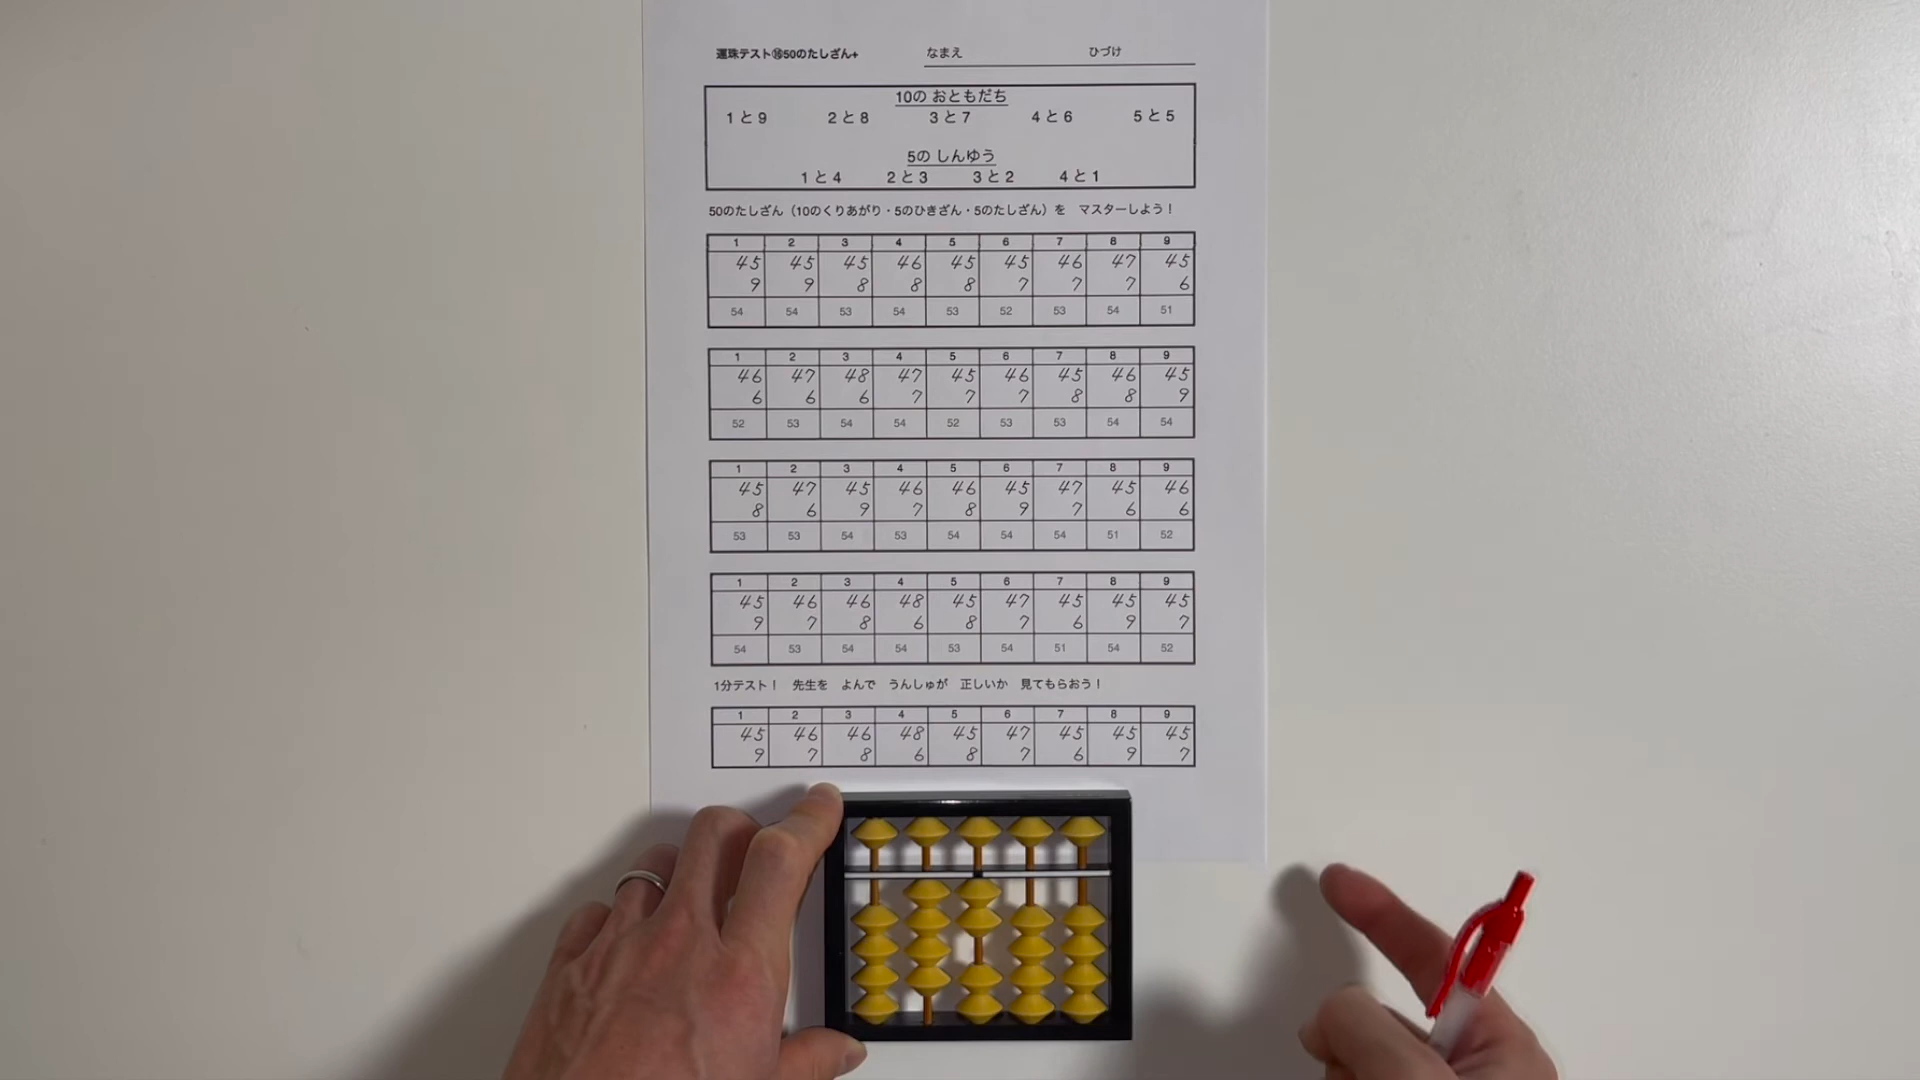 運珠テスト⑯50のたしざん+ なまえ ひづけ
10の おともだち
1と9 2と8 3と7 4と6 5と5
5の しんゆう
1と4 2と3 3と2 4と1
50のたしざん（10のくりあがり・5のひきざん・5のたしざん）を マスターしよう！
1 2 3 4 5 6 7 8 9
45 45 45 46 45 45 46 47 45
9 9 8 8 8 7 7 7 6
54 54 53 54 53 52 53 54 51
1 2 3 4 5 6 7 8 9
46 47 48 47 45 46 45 46 45
6 6 6 7 7 7 8 8 9
52 53 54 54 52 53 53 54 54
1 2 3 4 5 6 7 8 9
45 47 45 46 46 45 47 45 46
8 6 9 7 8 9 7 6 6
53 53 54 53 54 54 54 51 52
1 2 3 4 5 6 7 8 9
45 46 46 48 45 47 45 45 45
9 7 8 6 8 7 6 9 7
54 53 54 54 53 54 51 54 52
1分テスト！ 先生を よんで うんしゅが 正しいか 見てもらおう！
1 2 3 4 5 6 7 8 9
45 46 46 48 45 47 45 45 45
9 7 8 6 8 7 6 9 7